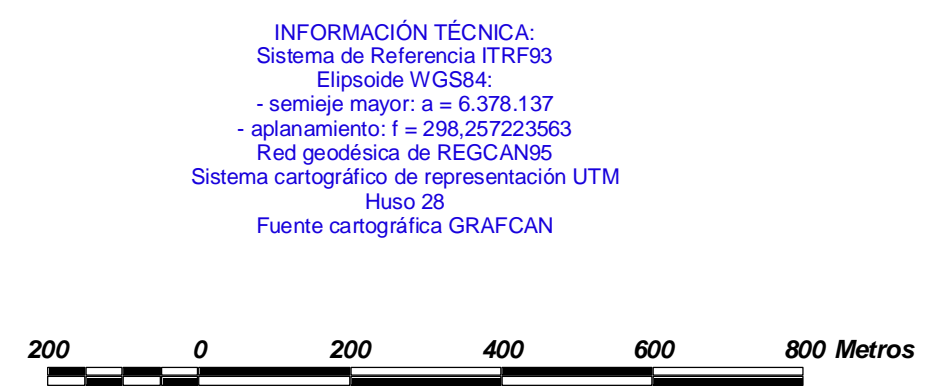 INFORMACIÓN TÉCNICA:
Sistema de Referencia ITRF93
Elipsoide WGS84:
- semieje mayor: a = 6.378.137
- aplanamiento: f = 298,257223563
Red geodésica de REGCAN95
Sistema cartográfico de representación UTM
Huso 28
Fuente cartográfica GRAFCAN
200 0 200 400 600 800 Metros